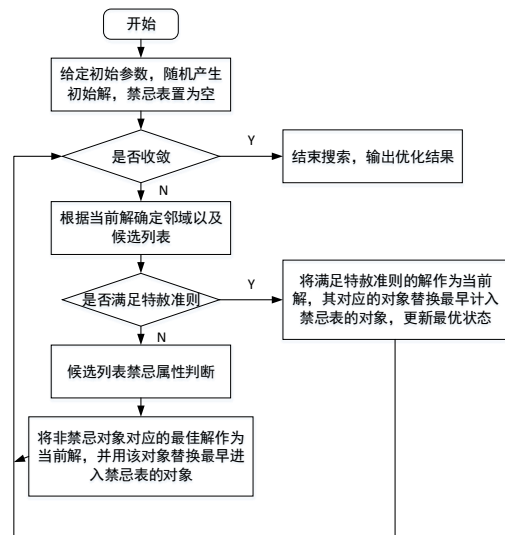 开始
给定初始参数，随机产生
初始解，禁忌表置为空
是否收敛
Y
结束搜索，输出优化结果
N
根据当前解确定邻域以及
候选列表
是否满足特赦准则
Y
将满足特赦准则的解作为当前
解，其对应的对象替换最早计入
禁忌表的对象，更新最优状态
N
候选列表禁忌属性判断
将非禁忌对象对应的最佳解作为
当前解，并用该对象替换最早进
入禁忌表的对象